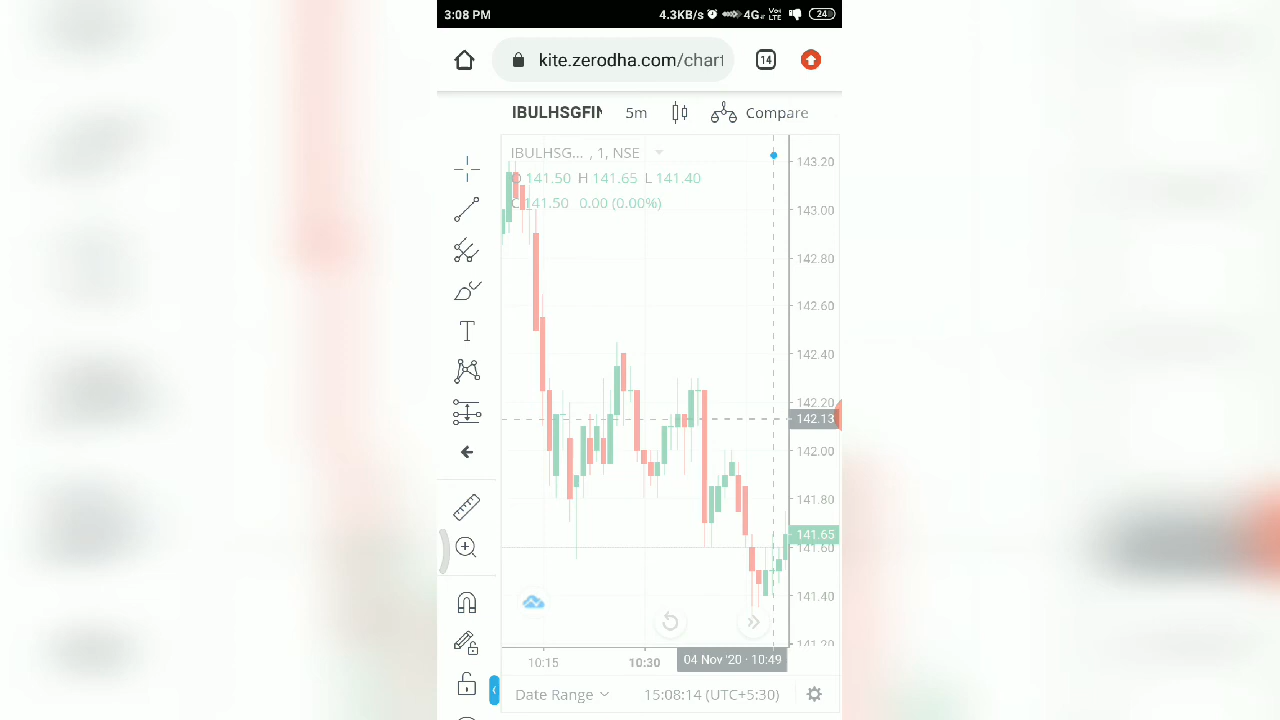 3:08 PM 4.3KB/s 4G Vo LTE 24
kite.zerodha.com/chart 14
IBULHSGFIN 5m Compare
IBULHSG... , 1, NSE
O 141.50 H 141.65 L 141.40
C 141.50 0.00 (0.00%)
143.20
143.00
142.80
142.60
142.40
142.20
142.13
142.00
141.80
141.65
141.60
141.40
141.20
T
10:15 10:30 04 Nov '20 · 10:49
Date Range 15:08:14 (UTC+5:30)